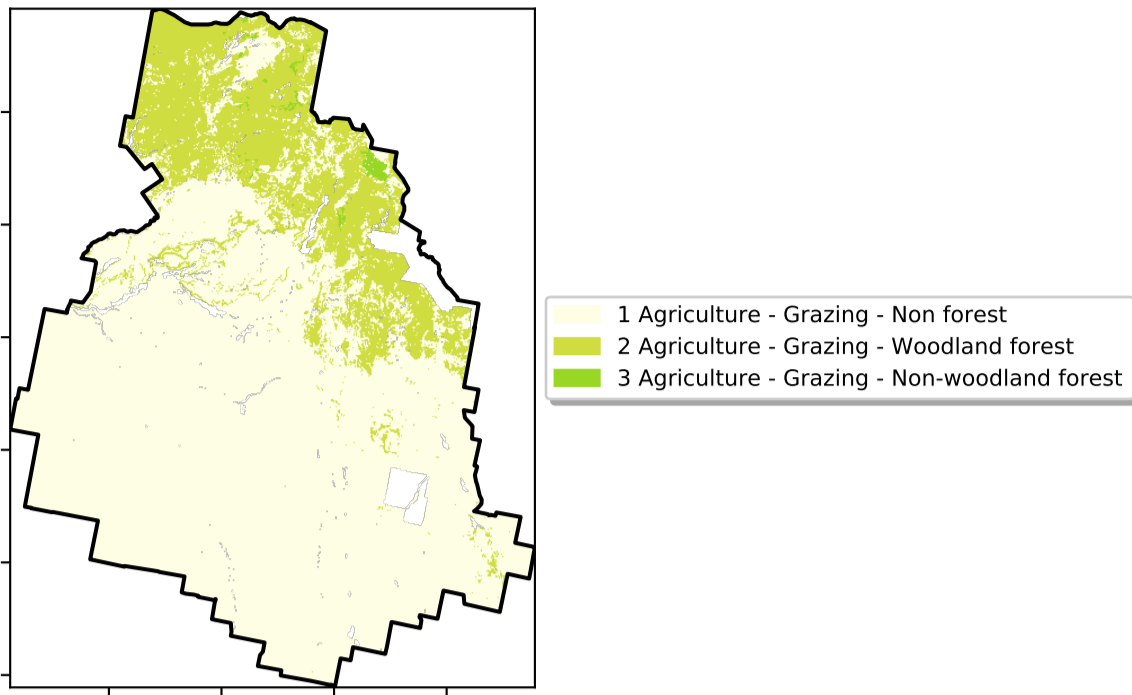 1 Agriculture - Grazing - Non forest
2 Agriculture - Grazing - Woodland forest
3 Agriculture - Grazing - Non-woodland forest